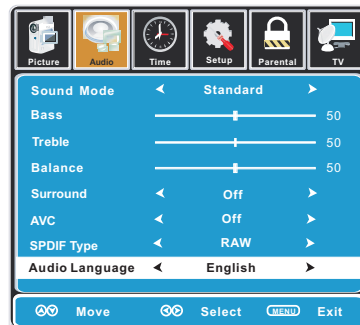 Picture Audio Time Setup Parental TV
Sound Mode Standard
Bass 50
Treble 50
Balance 50
Surround Off
AVC Off
SPDIF Type RAW
Audio Language English
Move Select MENU Exit